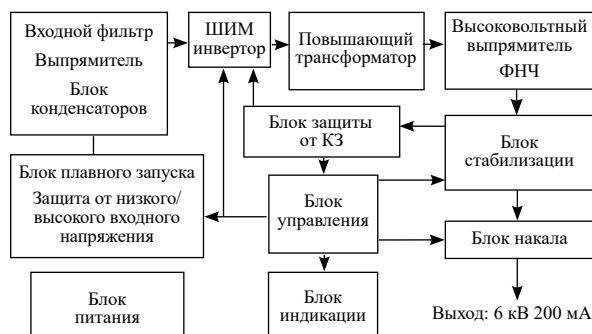 Входной фильтр
Выпрямитель
Блок
конденсаторов
ШИМ
инвертор
Повышающий
трансформатор
Высоковольтный
выпрямитель
ФНЧ
Блок защиты
от КЗ
Блок
стабилизации
Блок плавного запуска
Защита от низкого/
высокого входного
напряжения
Блок
управления
Блок накала
Блок
питания
Блок
индикации
Выход: 6 кВ 200 мА